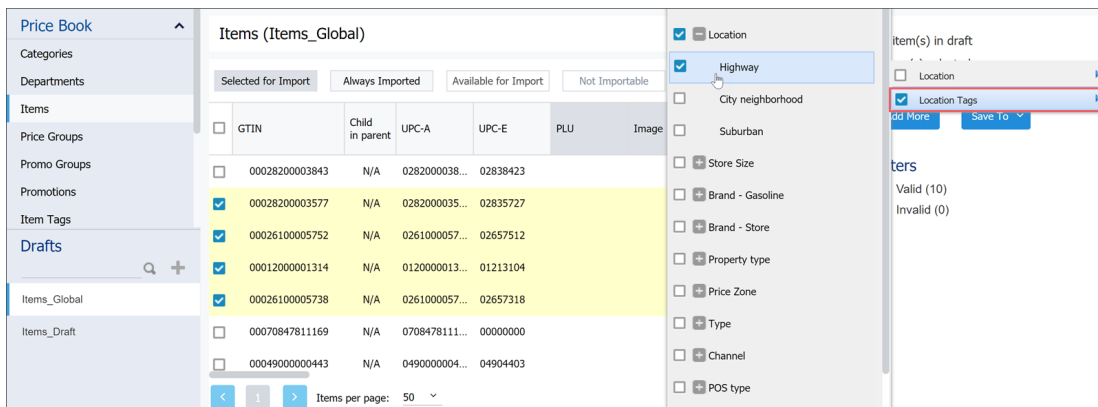 Price Book
Categories
Departments
Items
Price Groups
Promo Groups
Promotions
Item Tags
Drafts
Items_Global
Items_Draft
Items (Items_Global)
Selected for Import Always Imported Available for Import Not Importable
GTIN Child in parent UPC-A UPC-E PLU Image
00028200003843 N/A 0282000038... 02838423
00028200003577 N/A 0282000035... 02835727
00026100005752 N/A 0261000057... 02657512
00012000001314 N/A 0120000013... 01213104
00026100005738 N/A 0261000057... 02657318
00070847811169 N/A 0708478111... 00000000
00049000000443 N/A 0490000004... 04904403
1 Items per page: 50
Location
Highway
City neighborhood
Suburban
Store Size
Brand - Gasoline
Brand - Store
Property type
Price Zone
Type
Channel
POS type
item(s) in draft
Location
Location Tags
dd More Save To
ters
Valid (10)
Invalid (0)